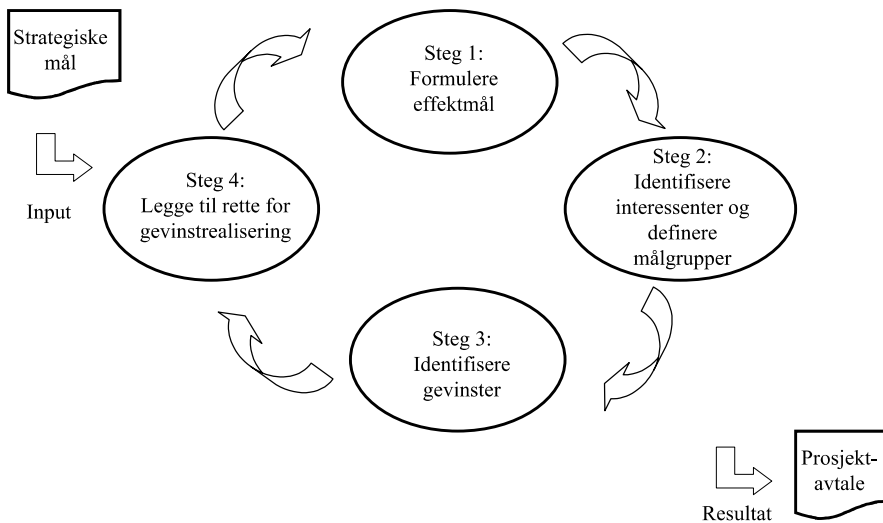 Strategiske
mål
Input
Steg 1:
Formulere
effektmål
Steg 2:
Identifisere
interessenter og
definere
målgrupper
Steg 3:
Identifisere
gevinster
Steg 4:
Legge til rette for
gevinstrealisering
Resultat
Prosjekt-
avtale